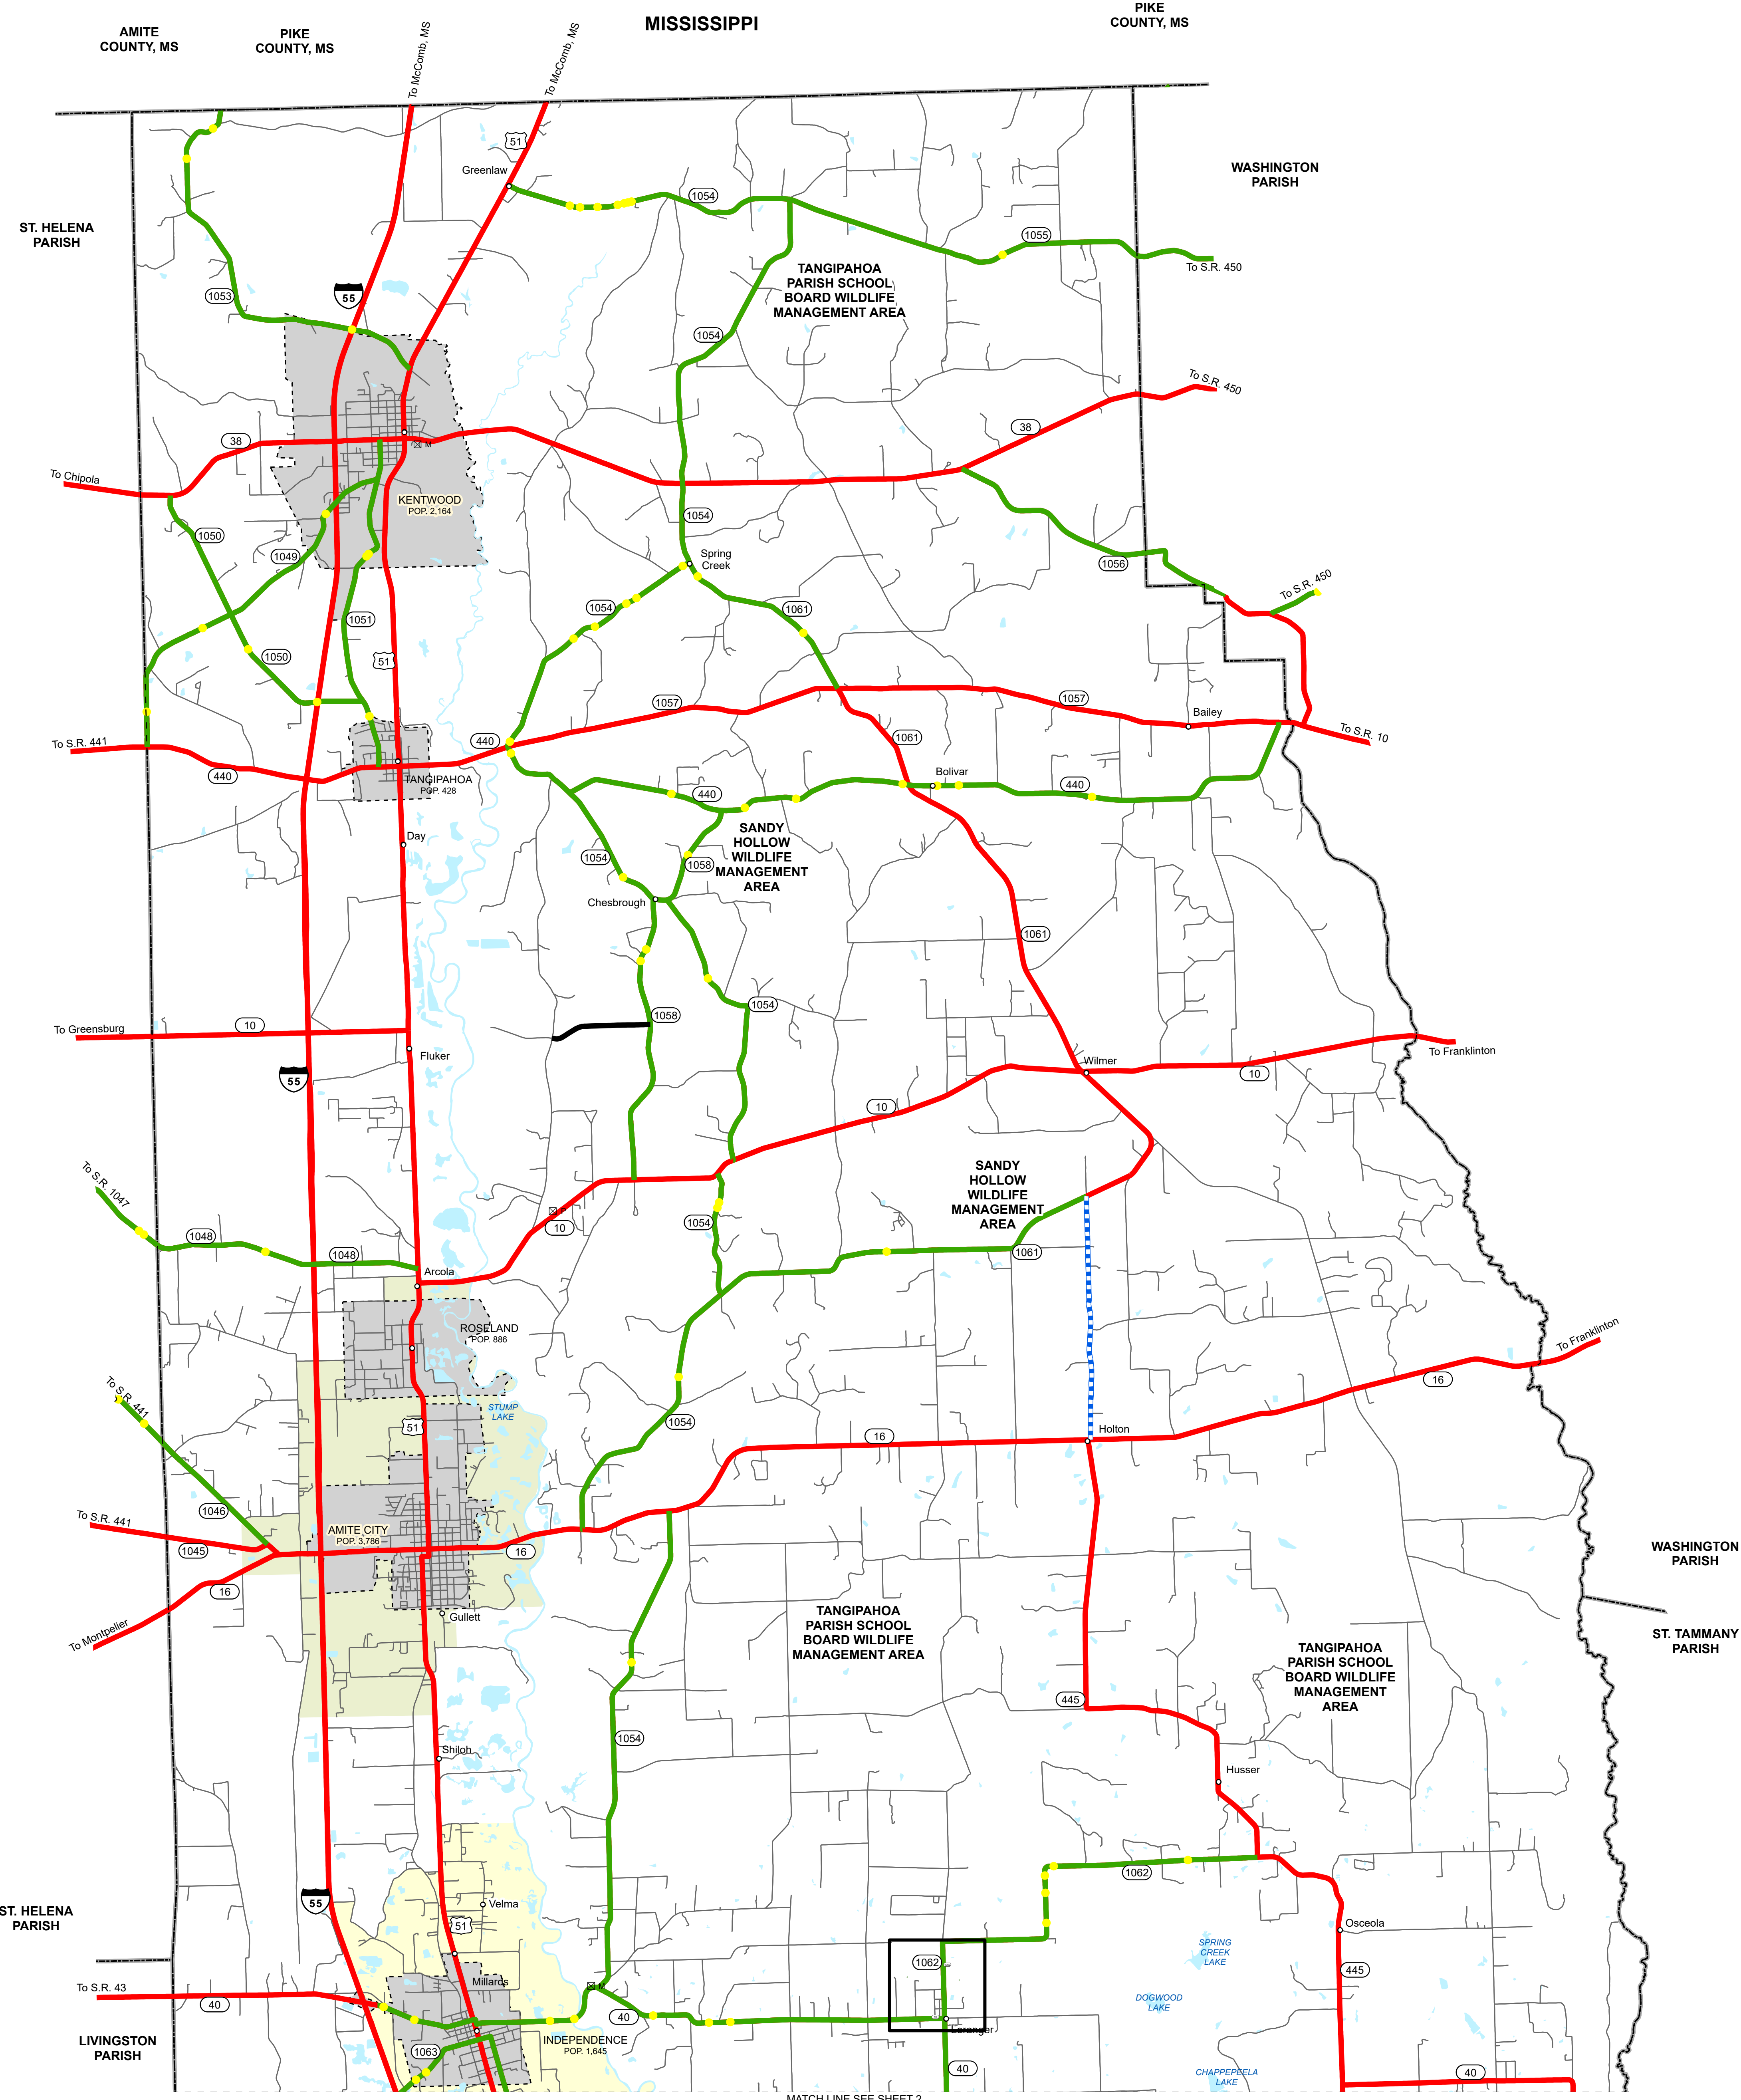 MISSISSIPPI
AMITE
COUNTY, MS
PIKE
COUNTY, MS
To McComb, MS
To McComb, MS
PIKE
COUNTY, MS
51
Greenlaw
1054
WASHINGTON
PARISH
ST. HELENA
PARISH
1055
To S.R. 450
TANGIPAHOA
PARISH SCHOOL
BOARD WILDLIFE
MANAGEMENT AREA
1053
55
1054
To S.R. 450
38
38
M
To Chipola
KENTWOOD
POP. 2,164
1054
1050
1049
Spring
Creek
1056
To S.R. 450
1054
1061
1051
1050
51
1057
1057
Bailey
To S.R. 10
To S.R. 441
440
1061
440
TANGIPAHOA
POP. 428
Bolivar
440
440
Day
SANDY
HOLLOW
WILDLIFE
MANAGEMENT
AREA
1054
1058
Chesbrough
1061
1054
1058
To Greensburg
10
Fluker
To Franklinton
Wilmer
10
55
10
To S.R. 1047
SANDY
HOLLOW
WILDLIFE
MANAGEMENT
AREA
P
10
1054
1048
1048
1061
Arcola
ROSELAND
POP. 886
To Franklinton
16
To S.R. 441
STUMP
LAKE
51
1054
16
Holton
1046
To S.R. 441
AMITE CITY
POP. 3,786
1045
16
16
WASHINGTON
PARISH
To Montpelier
Gullett
TANGIPAHOA
PARISH SCHOOL
BOARD WILDLIFE
MANAGEMENT AREA
ST. TAMMANY
PARISH
TANGIPAHOA
PARISH SCHOOL
BOARD WILDLIFE
MANAGEMENT
AREA
445
1054
Shiloh
Husser
1062
55
Velma
51
ST. HELENA
PARISH
Osceola
SPRING
CREEK
LAKE
1062
445
To S.R. 43
40
Millards
M
DOGWOOD
LAKE
40
Loranger
LIVINGSTON
PARISH
INDEPENDENCE
POP. 1,645
1063
40
CHAPPEPEELA
LAKE
40
MATCH LINE SEE SHEET 2